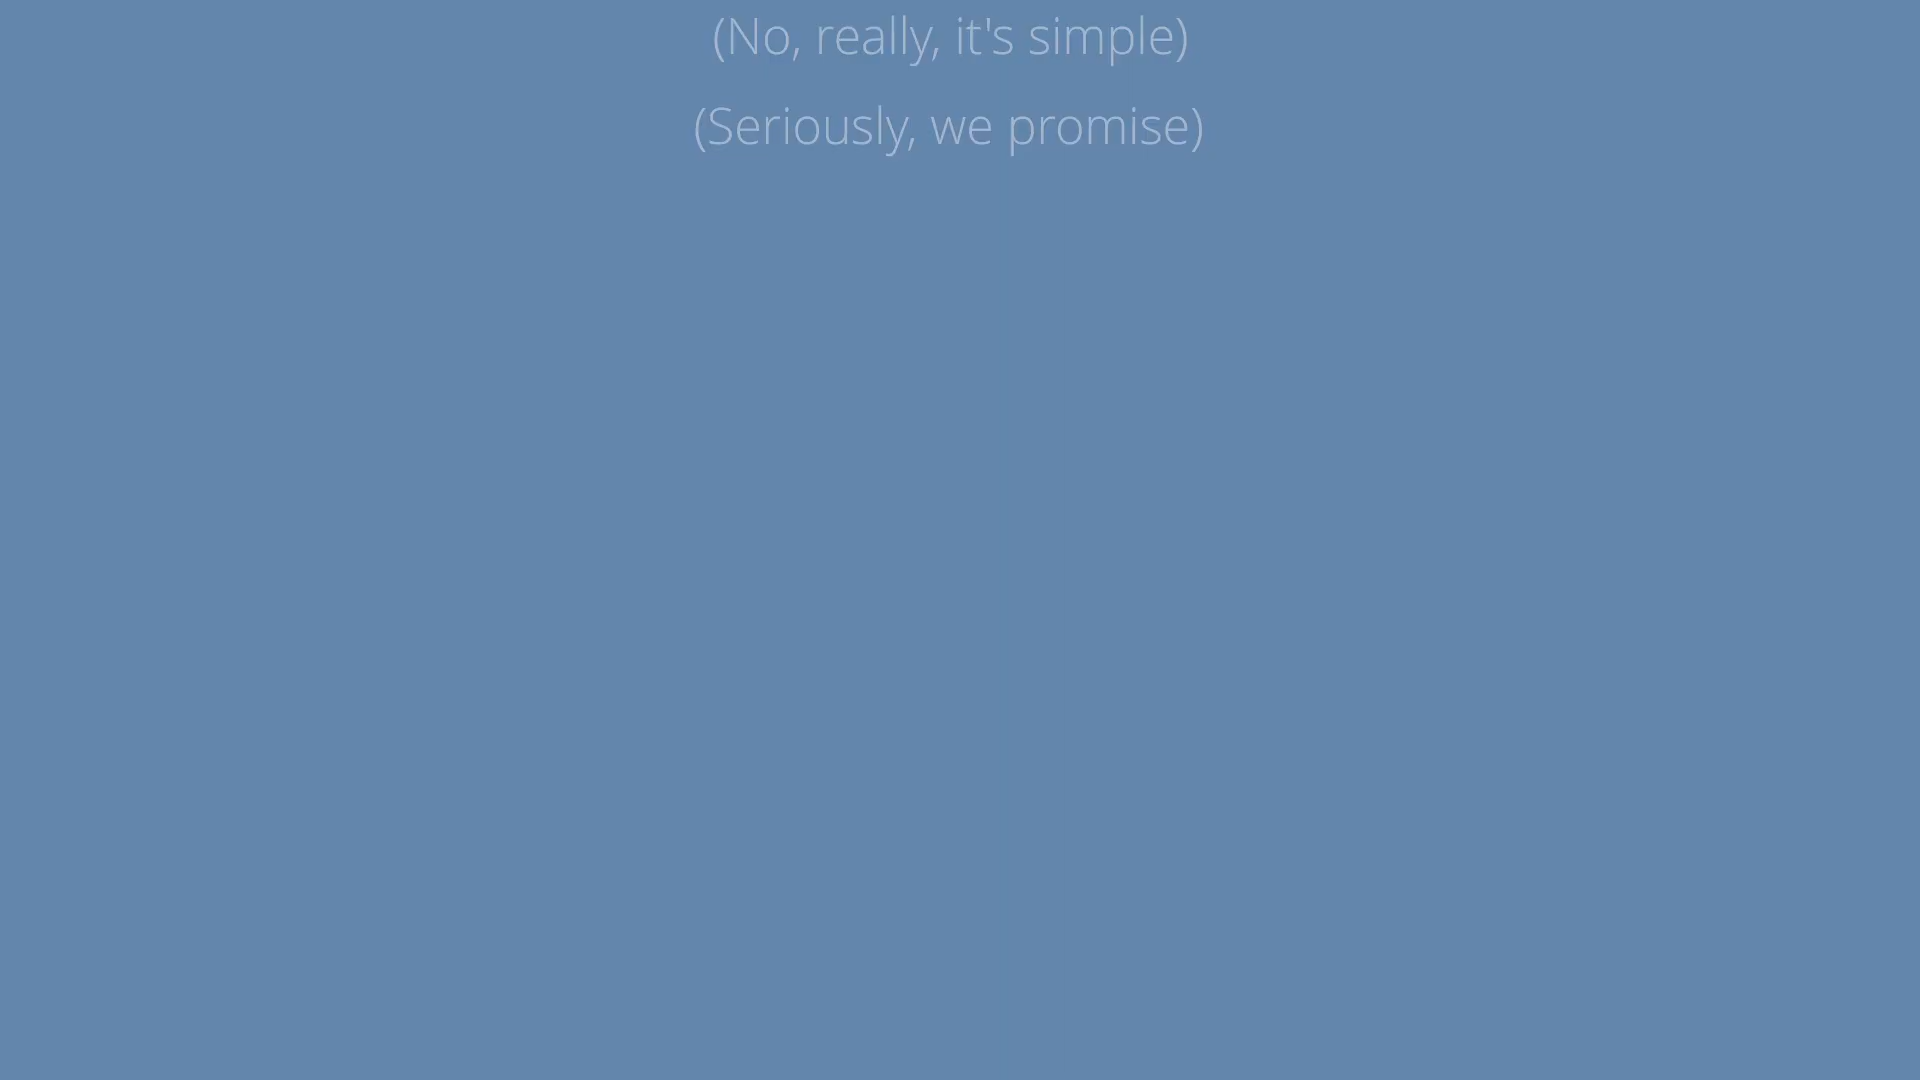 (No, really, it's simple)
(Seriously, we promise)